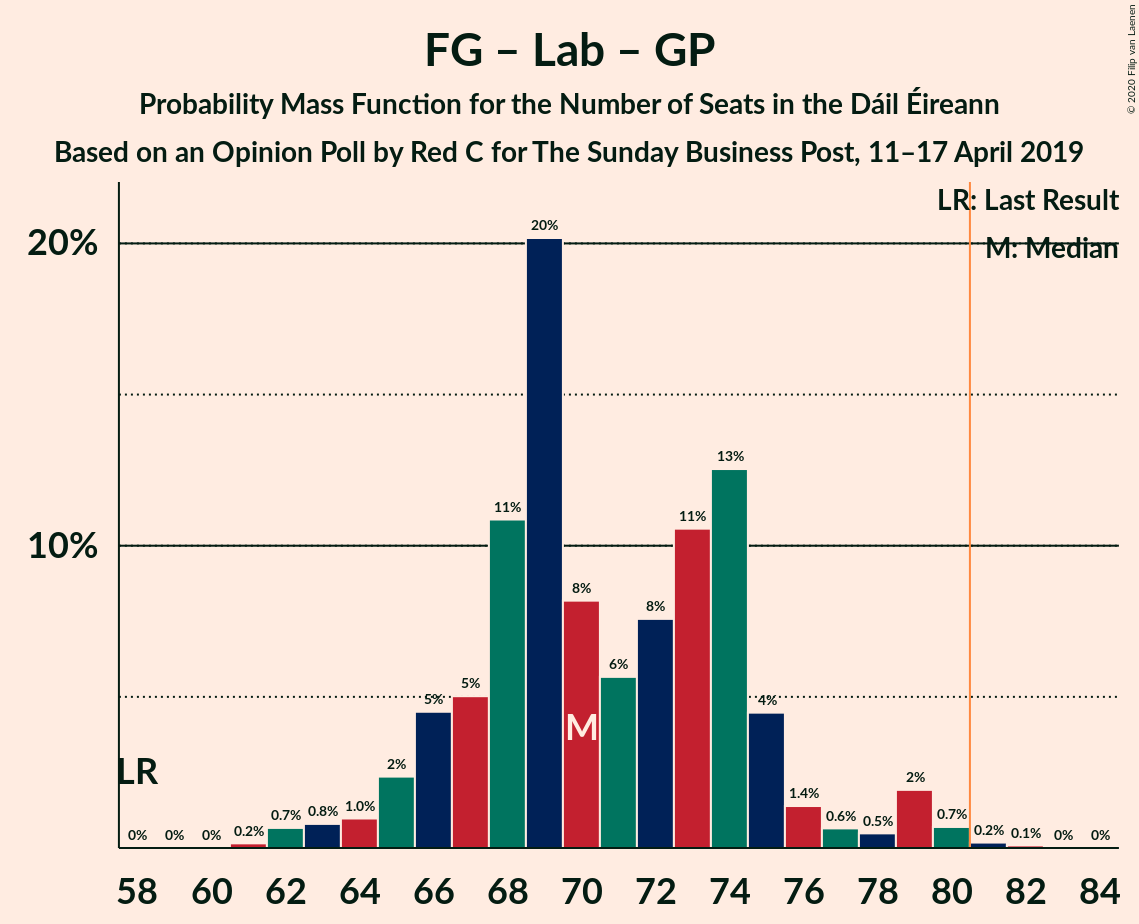 FG – Lab – GP
Probability Mass Function for the Number of Seats in the Dáil Éireann
Based on an Opinion Poll by Red C for The Sunday Business Post, 11–17 April 2019
© 2020 Filip van Laenen
LR: Last Result
M: Median
20%
10%
20%
13%
11%
11%
8%
8%
6%
5%
5%
4%
M
LR
2%
2%
1.4%
1.0%
0.8%
0.7%
0.7%
0.6%
0.5%
0.2%
0.2%
0.1%
0% 0% 0% 0% 0%
58 60 62 64 66 68 70 72 74 76 78 80 82 84